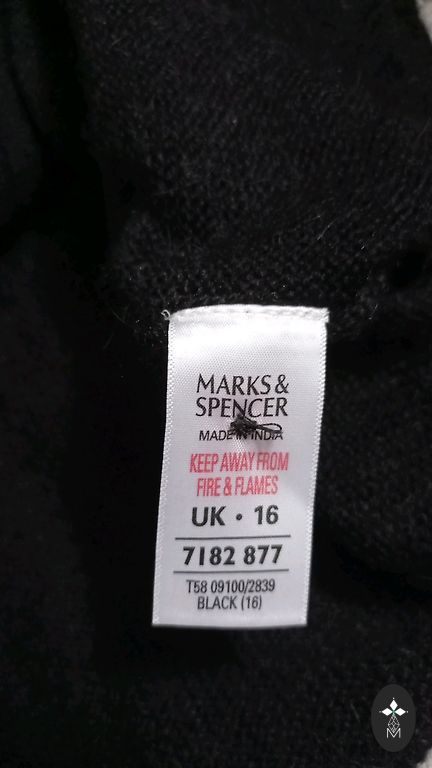 MARKS &
SPENCER
MADE IN INDIA
KEEP AWAY FROM
FIRE & FLAMES
UK • 16
7182 877
T58 09100/2839
BLACK (16)
M